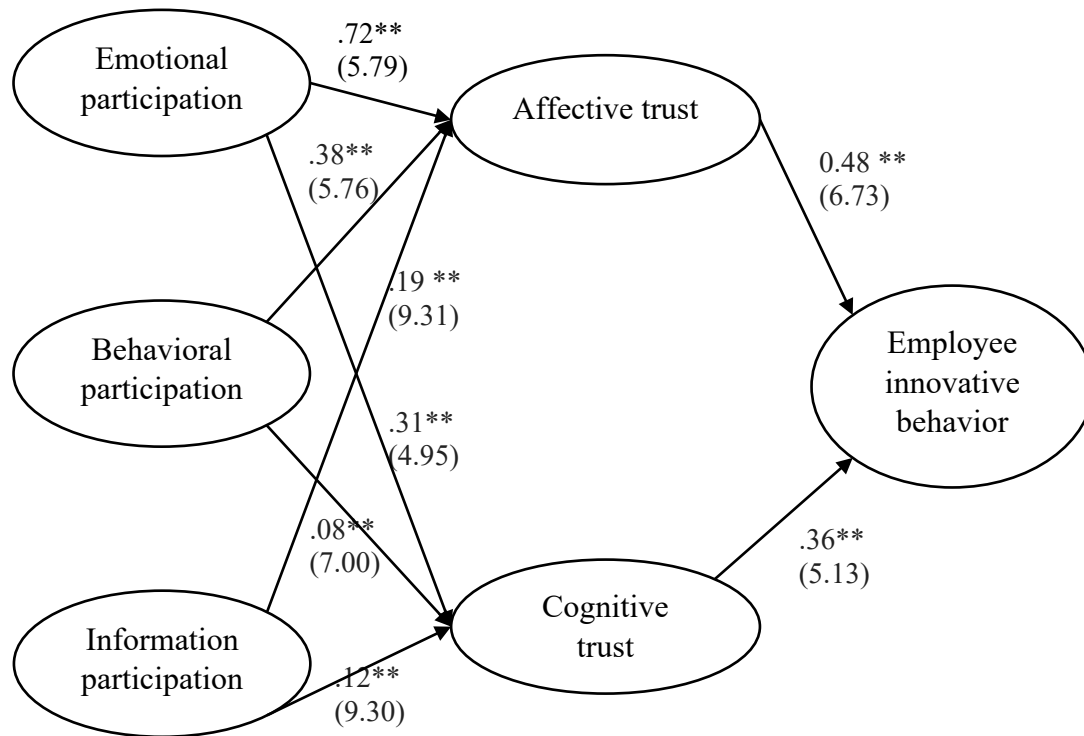 Emotional
participation
.72**
(5.79)
Affective trust
.38**
(5.76)
0.48 **
(6.73)
.19 **
(9.31)
Behavioral
participation
Employee
innovative
behavior
.31**
(4.95)
.08**
(7.00)
.36**
(5.13)
Information
participation
Cognitive
trust
.12**
(9.30)